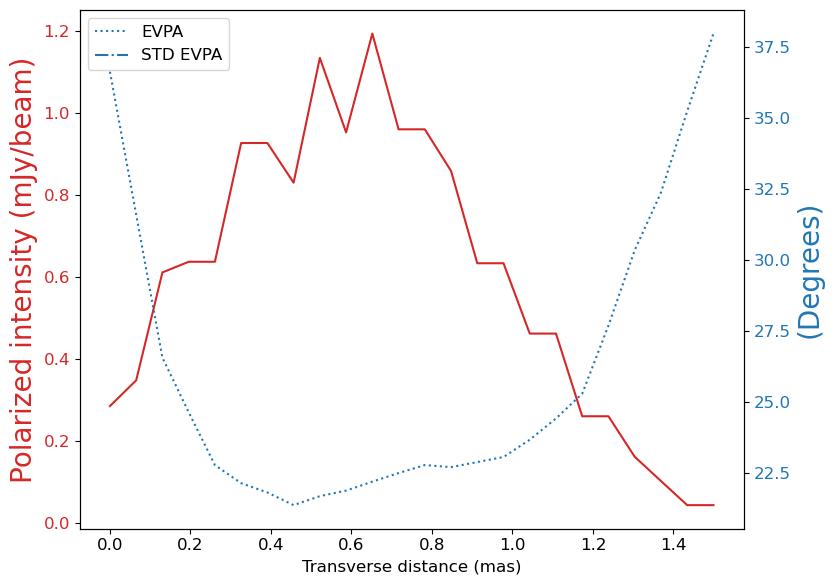 EVPA
STD EVPA
Polarized intensity (mJy/beam)
1.2
1.0
0.8
0.6
0.4
0.2
0.0
37.5
35.0
32.5
30.0
27.5
25.0
22.5
(Degrees)
0.0 0.2 0.4 0.6 0.8 1.0 1.2 1.4
Transverse distance (mas)